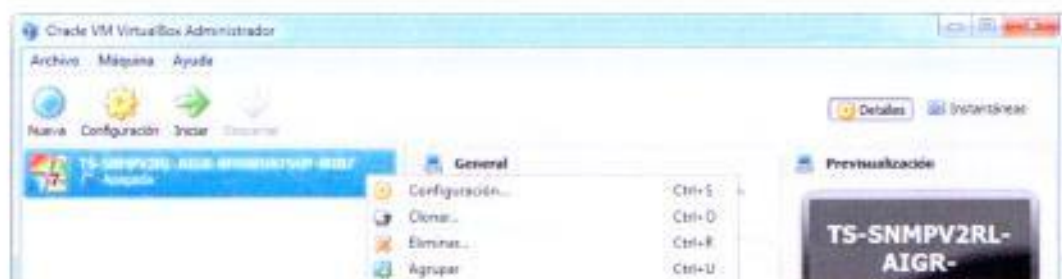 Oracle VM VirtualBox Administrador
Archivo Máquina Ayuda
Nueva Configuración Iniciar
Detalles Instantáneas
Apagada
General
Previsualización
Configuración... Ctrl+S
Clonar... Ctrl+O
Eliminar... Ctrl+R
Agrupar Ctrl+U
TS-SNMPV2RL-
AIGR-